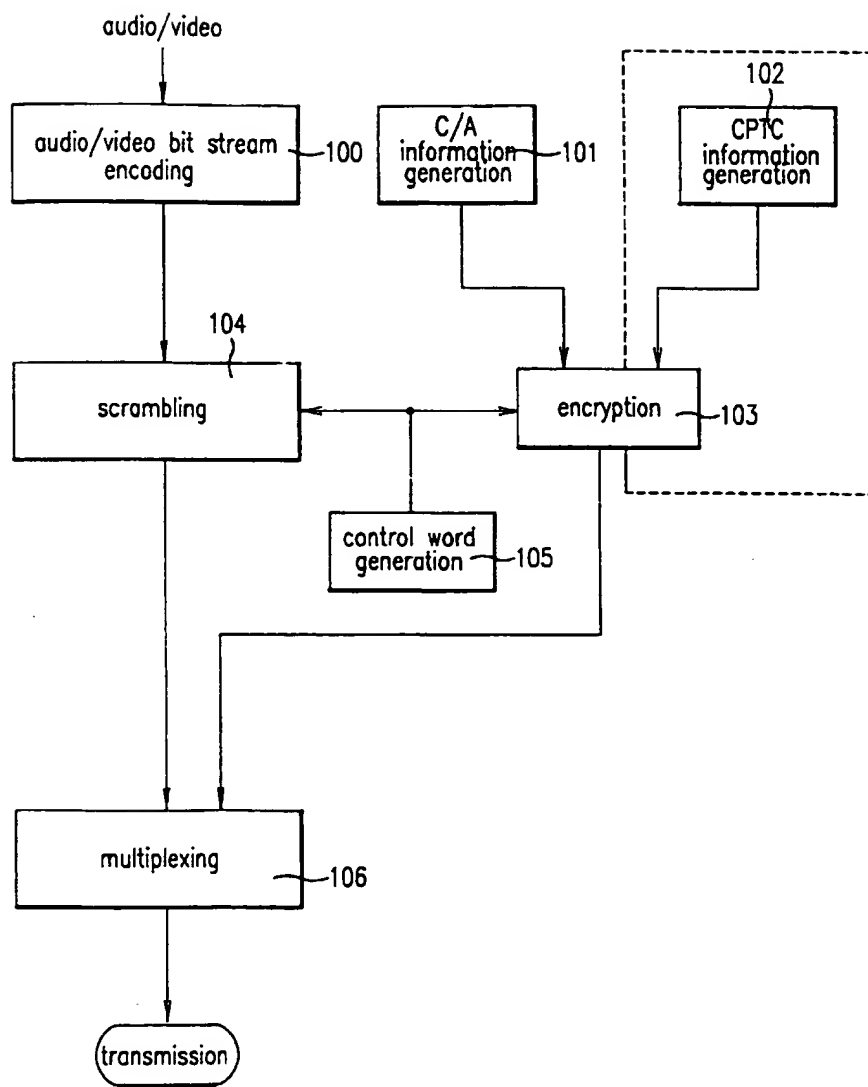 audio/video
audio/video bit stream
encoding
100
C/A
information
generation
101
102
CPTC
information
generation
104
scrambling
encryption
103
control word
generation
105
multiplexing
106
transmission